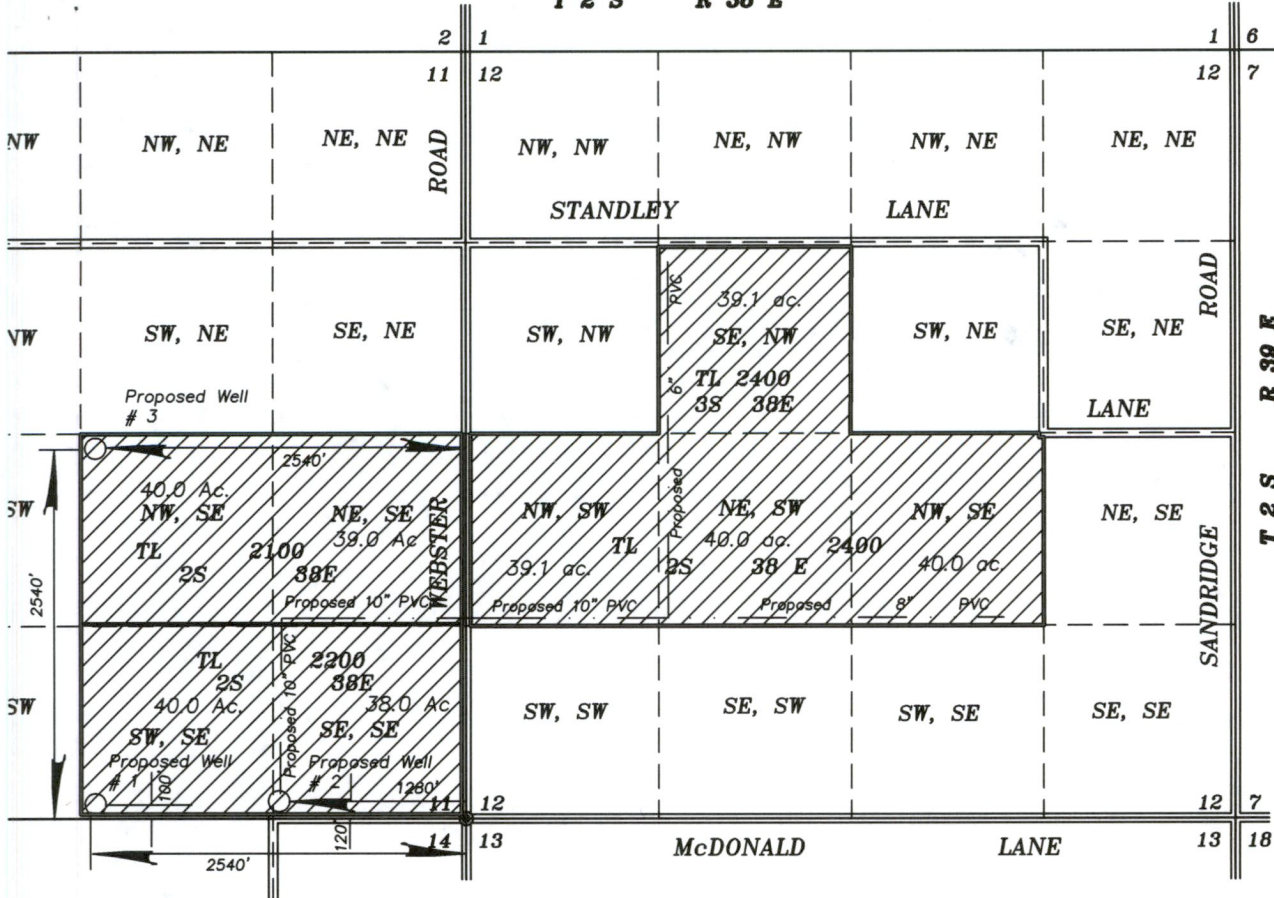 T 2 S R 38 E
2 1 1 6
11 12 12 7
NW NW, NE NE, NE ROAD NW, NW NE, NW NW, NE NE, NE
STANDLEY LANE
NW SW, NE SE, NE SW, NW SW, NE SE, NE ROAD
PVC
39.1 ac.
SE, NW
6"
TL 2400
3S 38E
Proposed
LANE
T 2 S R 39 E
Proposed Well
# 3
2540'
2540'
40.0 Ac.
SW NW, SE NE, SE
39.0 Ac
WEBSTER
TL 2100
2S 38E
Proposed 10" PVC
NW, SW NE, SW NW, SE NE, SE
TL 40.0 ac. 2400
39.1 ac. 2S 38 E 40.0 ac.
Proposed 10" PVC Proposed 8" PVC
SANDRIDGE
TL 2200
2S 38E
40.0 Ac. 38.0 Ac
SW SW, SE SE, SE
Proposed 10" PVC
SW, SW SE, SW SW, SE SE, SE
Proposed Well
# 1
100'
Proposed Well
# 2
1280'
11 12 12 7
14 13 13 18
120'
2540'
McDONALD LANE